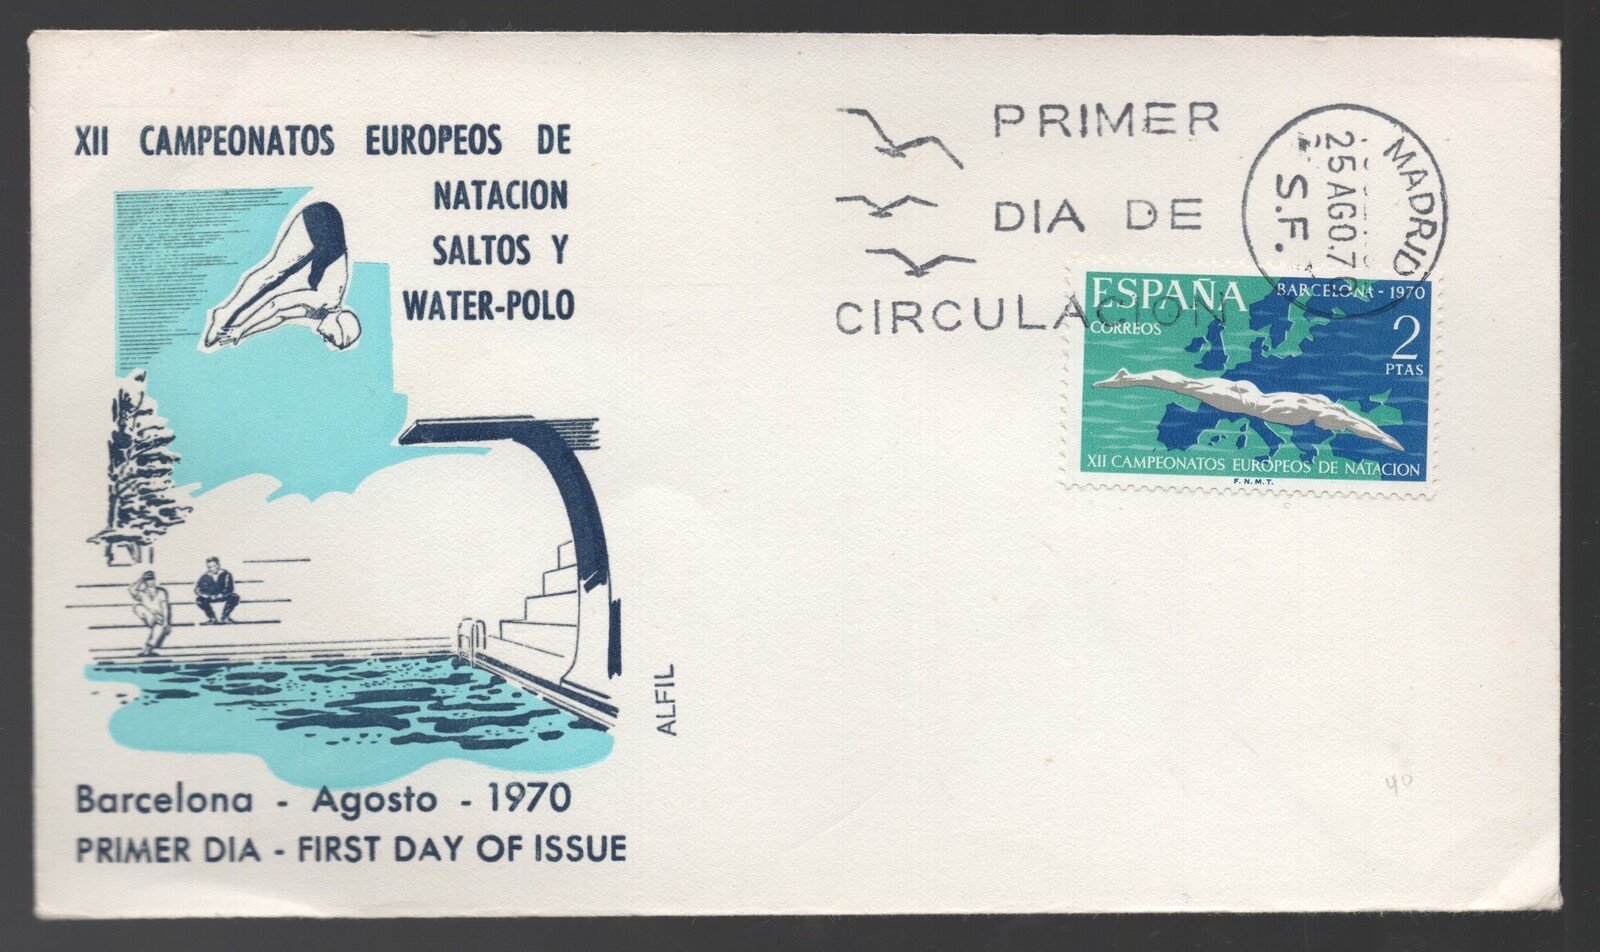 XII CAMPEONATOS EUROPEOS DE
NATACION
SALTOS Y
WATER-POLO
ALFIL
Barcelona - Agosto - 1970
PRIMER DIA - FIRST DAY OF ISSUE
PRIMER
DIA DE
CIRCULACION
MADRID
25 AGO.70
S.F.
ESPAÑA
BARCELONA - 1970
CORREOS
2
PTAS
XII CAMPEONATOS EUROPEOS DE NATACION
F.N.M.T.
40